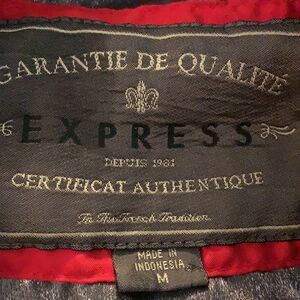 GARANTIE DE QUALITÉ
EXPRESS
DEPUIS 1981
CERTIFICAT AUTHENTIQUE
In The French Tradition
MADE IN
INDONESIA
M